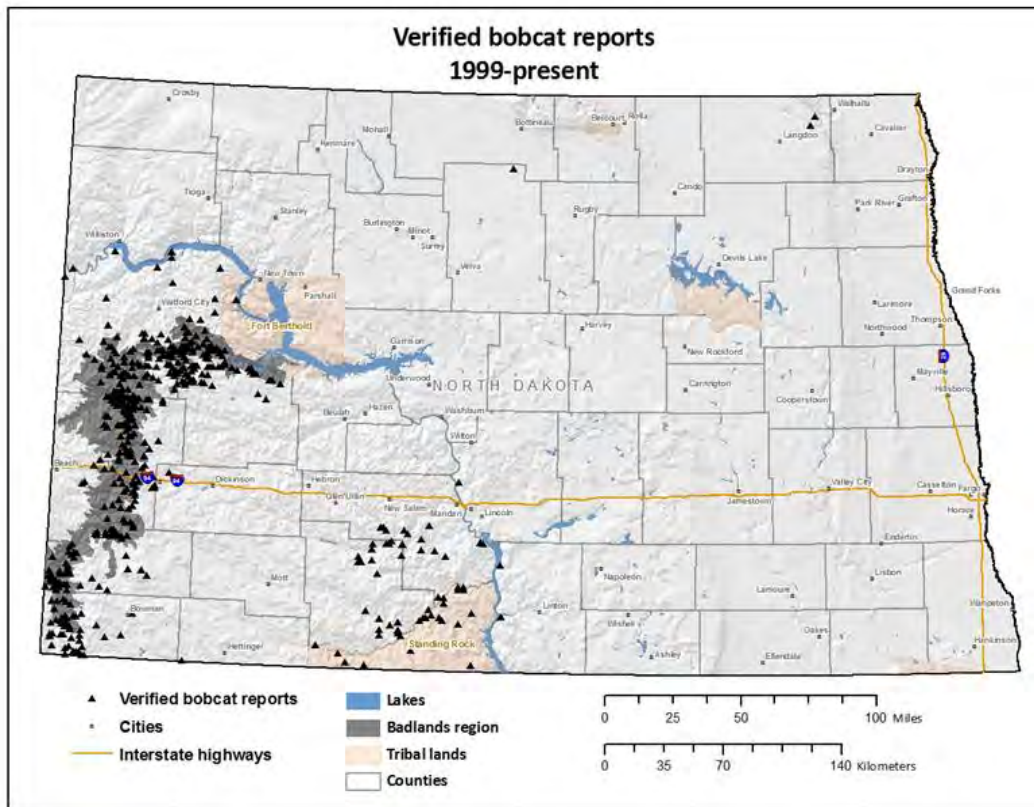 Verified bobcat reports
1999-present
Crosby
Mohall
Bottineau
Belcourt Rolla
Walhalla
Langdon
Cavalier
Kenmare
Drayton
Tioga
Cando
Park River
Grafton
Stanley
Burlington
Minot
Surrey
Rugby
Williston
Velva
Devils Lake
New Town
Parshall
Grand Forks
Watford City
Larimore
Fort Berthold
Harvey
Thompson
Northwood
Garrison
New Rockford
Underwood
NORTH DAKOTA
Carrington
Cooperstown
Mayville
Hillsboro
Beulah
Hazen
Washburn
Wilton
Beach
94
94
Dickinson
Hebron
Glen Ullin
New Salem
Mandan
Lincoln
Jamestown
Valley City
Casselton
Fargo
Horace
Enderlin
Mott
Napoleon
Lisbon
Lamoure
Bowman
Linton
Wishek
Wahpeton
Oakes
Hankinson
Hettinger
Standing Rock
Ashley
Ellendale
Verified bobcat reports
Cities
Interstate highways
Lakes
Badlands region
Tribal lands
Counties
0 25 50 100 Miles
0 35 70 140 Kilometers